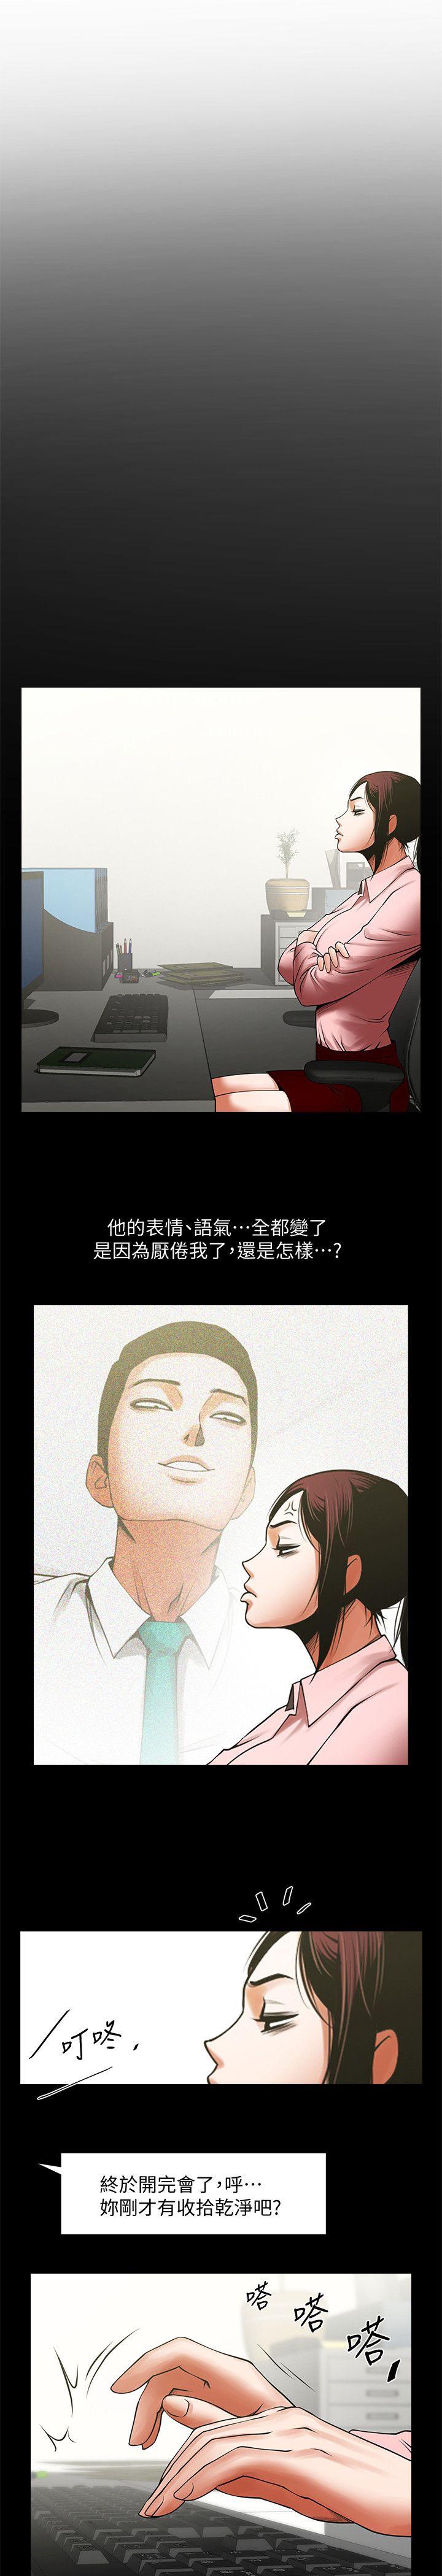 他的表情、語氣⋯全都變了
是因為厭倦我了，還是怎樣⋯?
叮咚，
終於開完會了，呼⋯
妳剛才有收拾乾淨吧?
嗒
嗒
嗒，